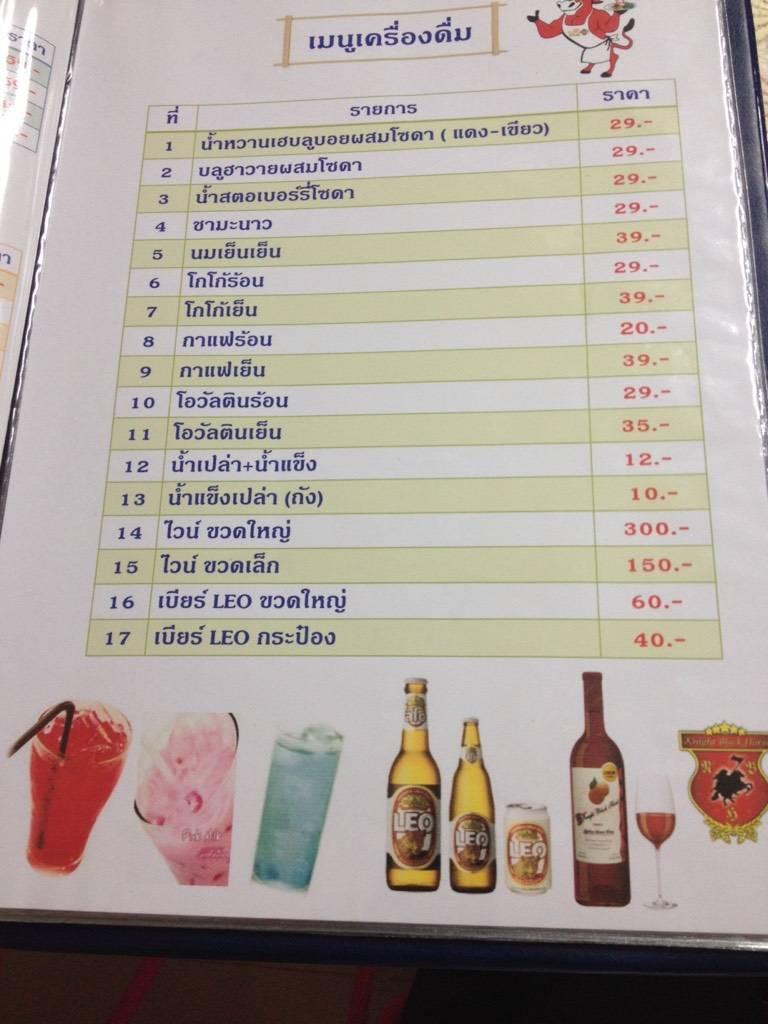 เมนูเครื่องดื่ม
ที่ รายการ ราคา
1 น้ำหวานเฮบลูบอยผสมโซดา ( แดง-เขียว) 29.-
2 บลูฮาวายผสมโซดา 29.-
3 น้ำสตอเบอร์รี่โซดา 29.-
4 ชามะนาว 29.-
5 นมเย็นเย็น 39.-
6 โกโก้ร้อน 29.-
7 โกโก้เย็น 39.-
8 กาแฟร้อน 20.-
9 กาแฟเย็น 39.-
10 โอวัลตินร้อน 29.-
11 โอวัลตินเย็น 35.-
12 น้ำเปล่า+น้ำแข็ง 12.-
13 น้ำแข็งเปล่า (ถัง) 10.-
14 ไวน์ ขวดใหญ่ 300.-
15 ไวน์ ขวดเล็ก 150.-
16 เบียร์ LEO ขวดใหญ่ 60.-
17 เบียร์ LEO กระป๋อง 40.-
Pink Milk
LEO
LEO
LEO
Knight Black Horse
K B
H